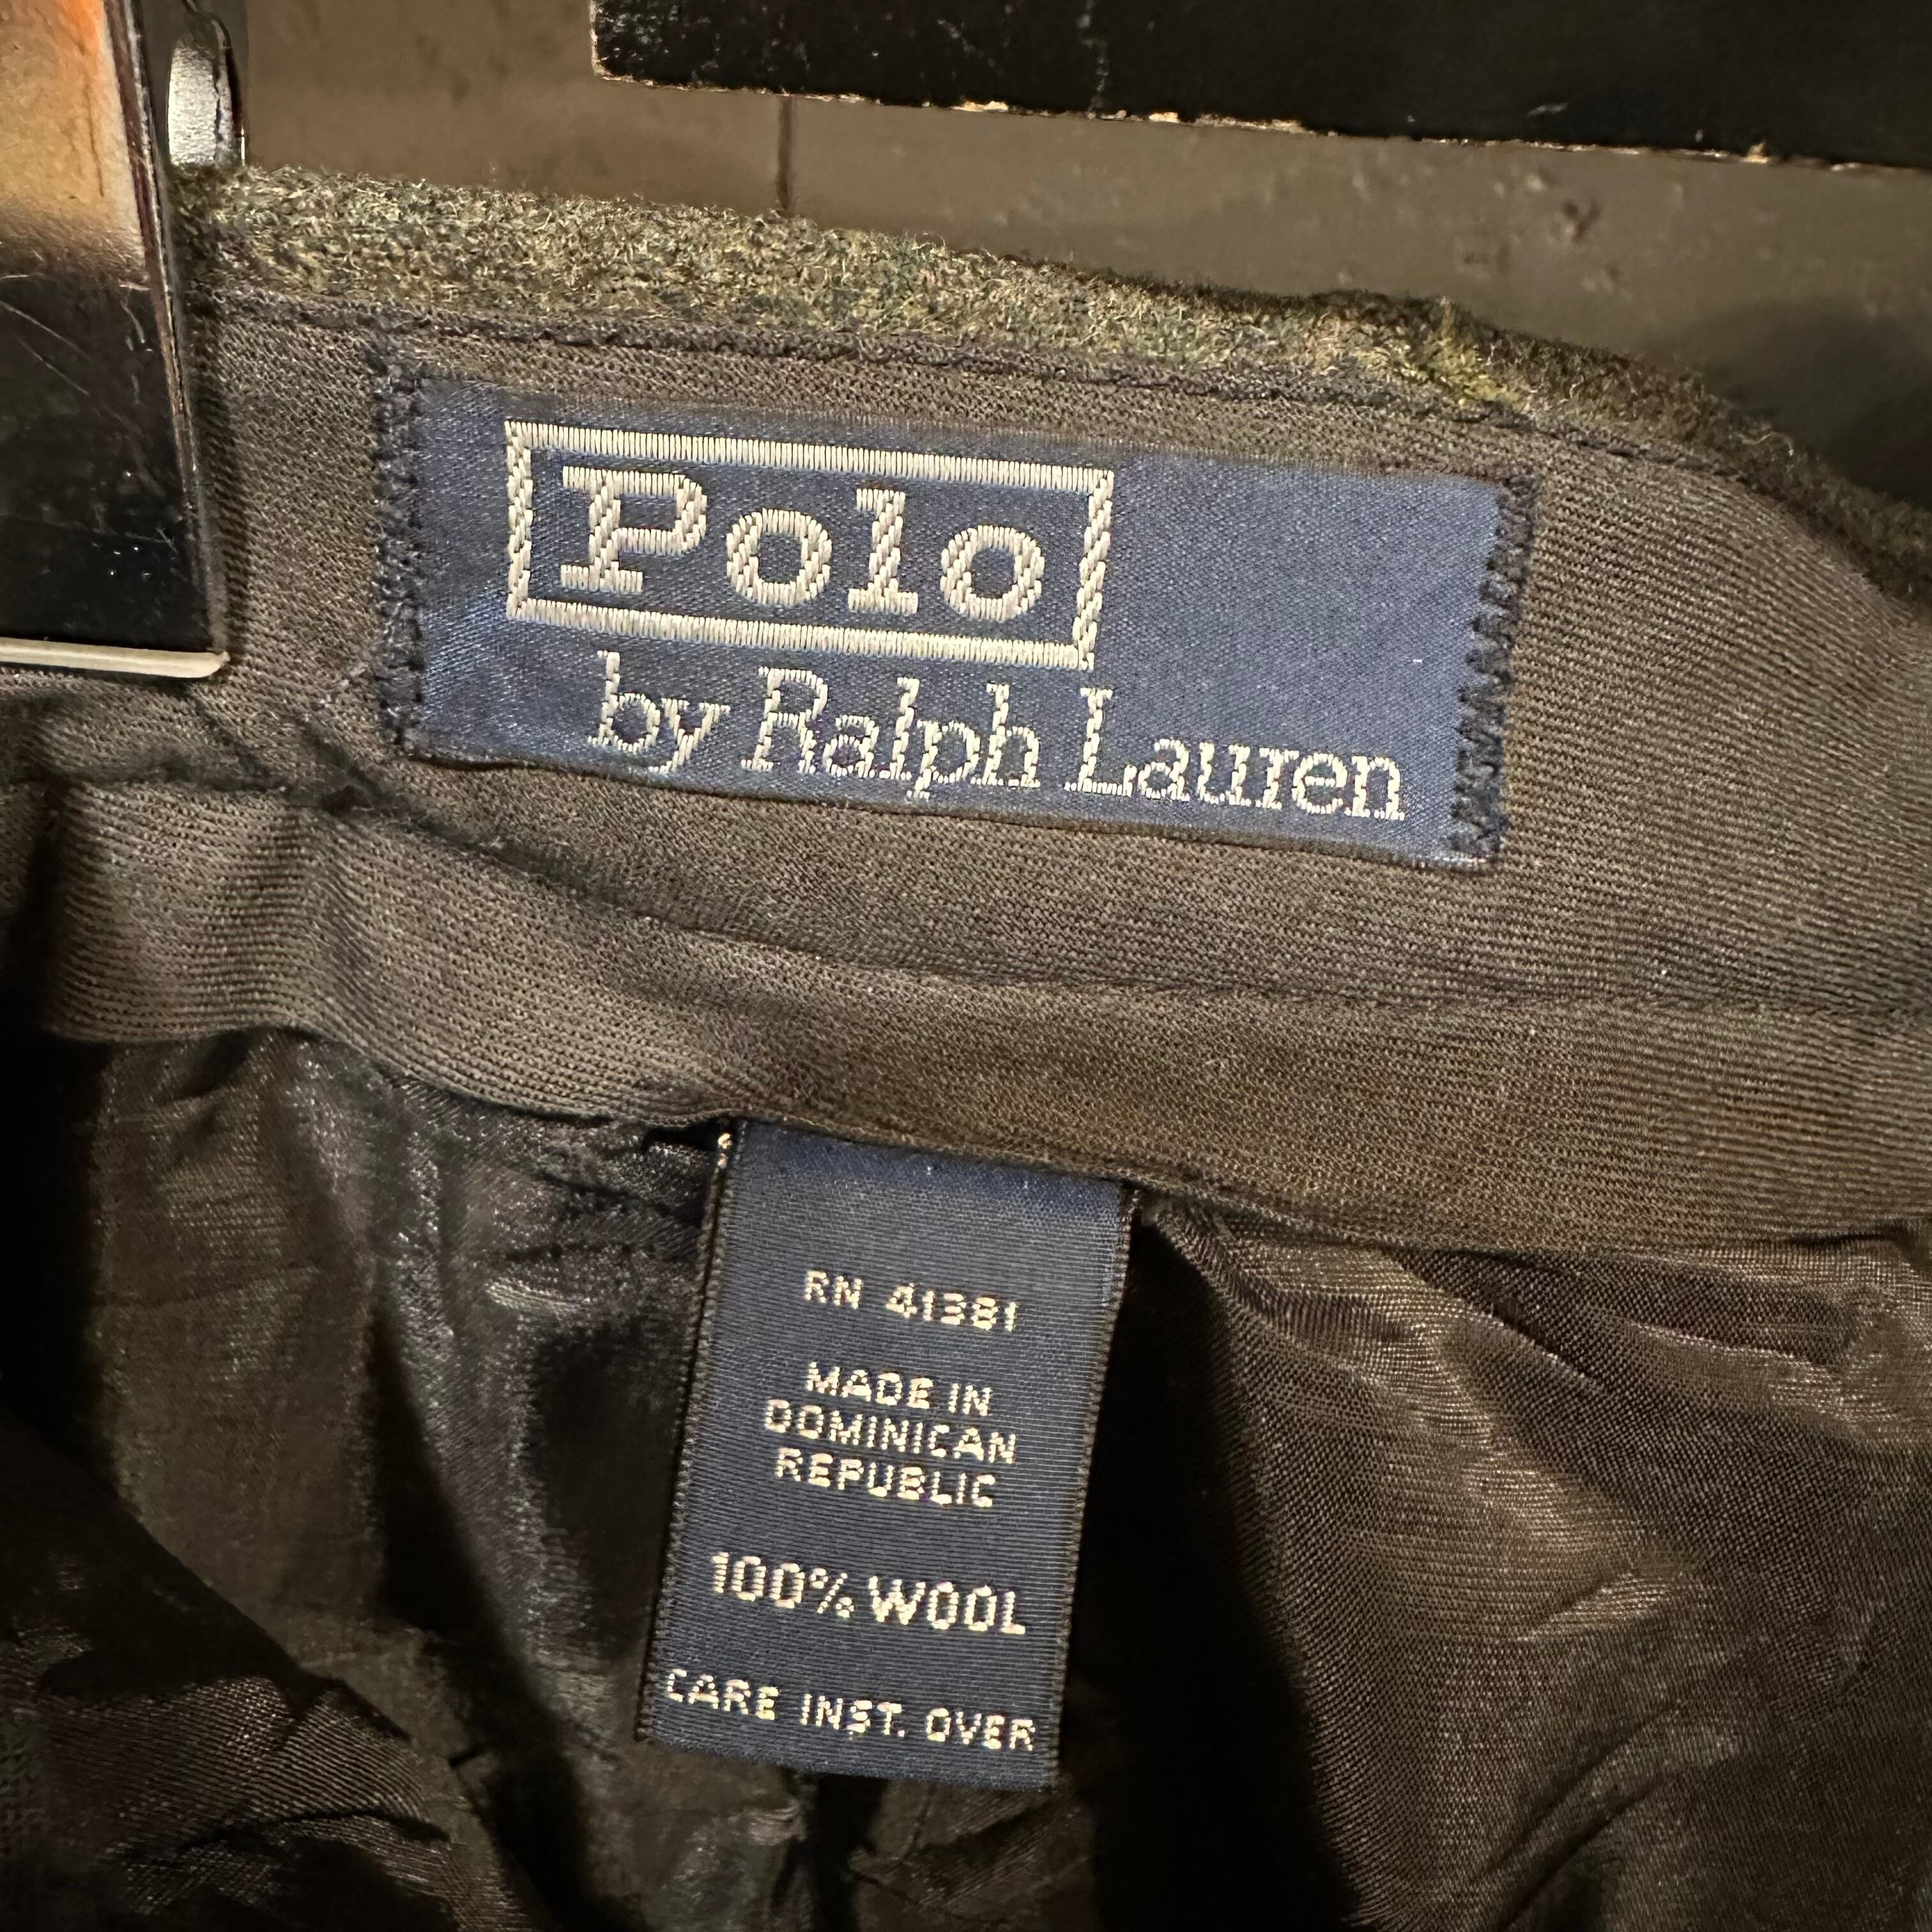 Polo
by Ralph Lauren
RN 41381
MADE IN
DOMINICAN
REPUBLIC
100% WOOL
CARE INST. OVER